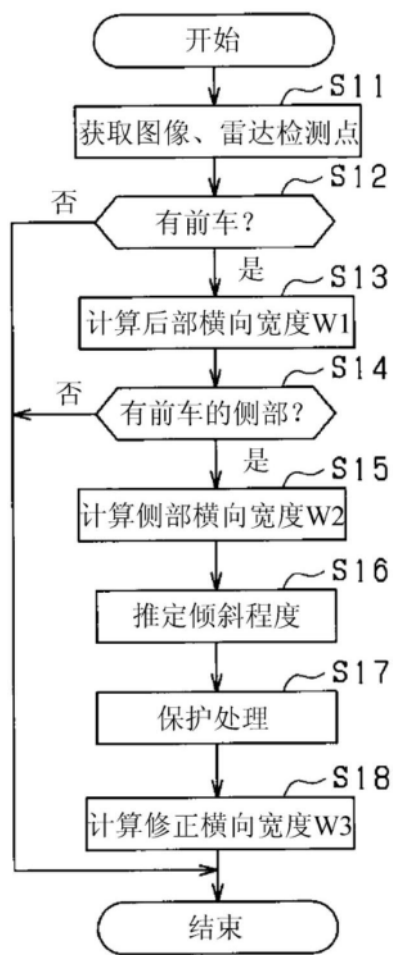 开始
S11
获取图像、雷达检测点
S12
否
有前车?
是
S13
计算后部横向宽度W1
S14
否
有前车的侧部?
是
S15
计算侧部横向宽度W2
S16
推定倾斜程度
S17
保护处理
S18
计算修正横向宽度W3
结束